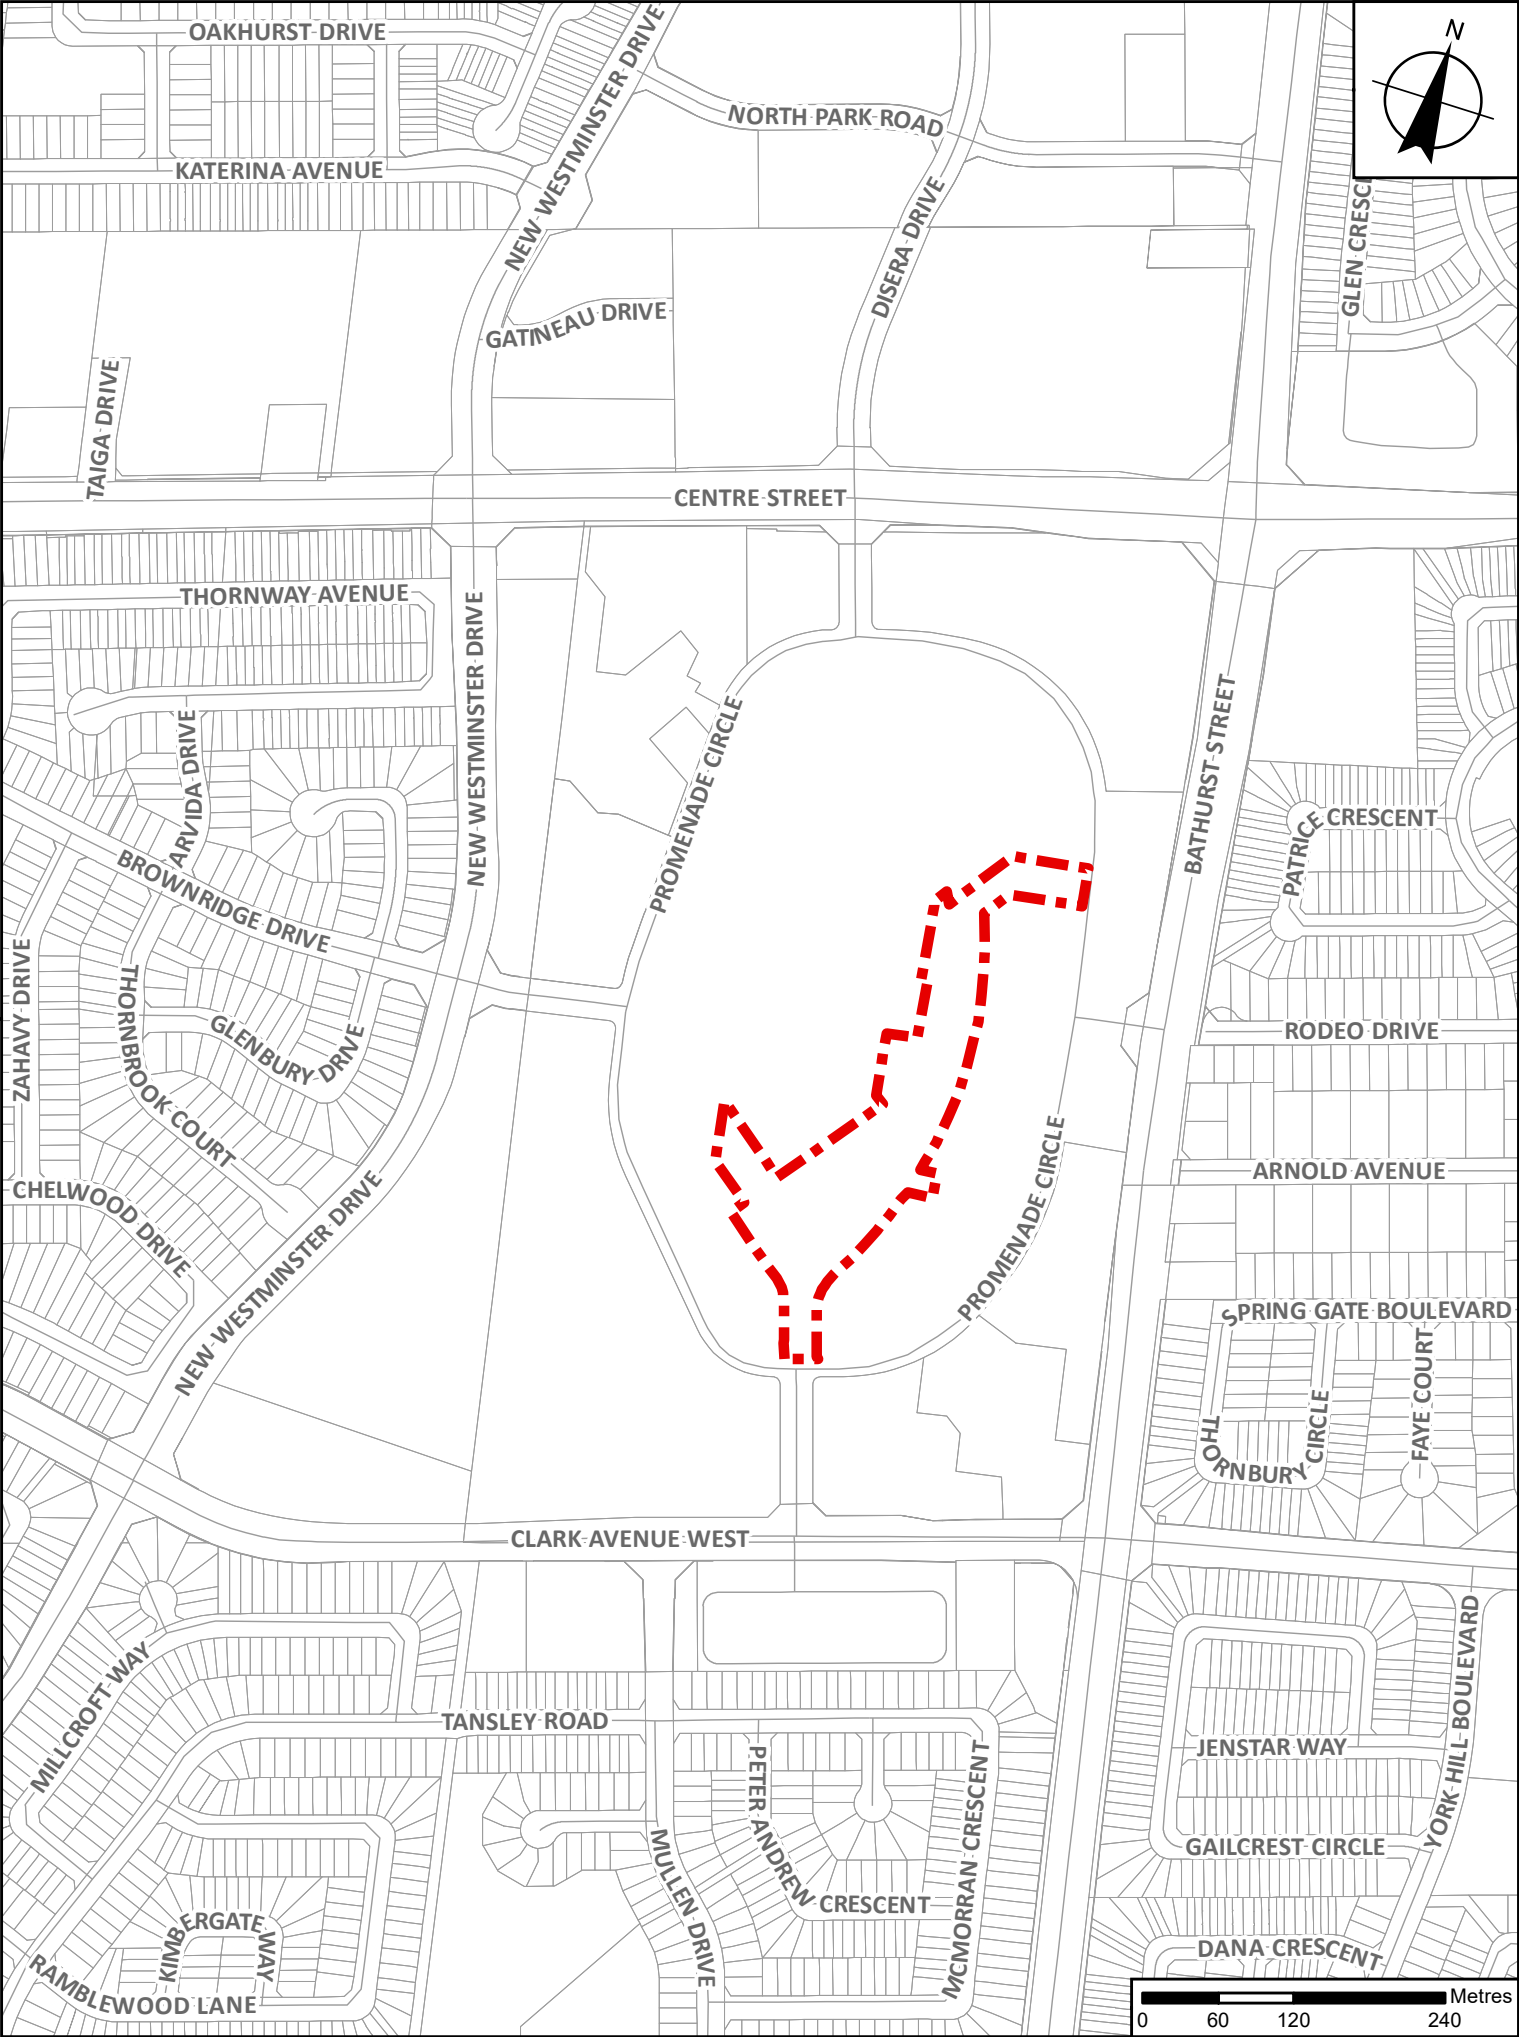 OAKHURST DRIVE
N
NEW WESTMINSTER DRIVE
NORTH PARK ROAD
KATERINA AVENUE
DISERA DRIVE
GLEN CRESC
GATINEAU DRIVE
TAIGA DRIVE
CENTRE STREET
THORNWAY AVENUE
NEW WESTMINSTER DRIVE
PROMENADE CIRCLE
BATHURST STREET
ARVIDA DRIVE
PATRICE CRESCENT
BROWNRIDGE DRIVE
ZAHAVY DRIVE
THORNBROOK COURT
GLENBURY DRIVE
RODEO DRIVE
PROMENADE CIRCLE
ARNOLD AVENUE
CHELWOOD DRIVE
NEW WESTMINSTER DRIVE
SPRING GATE BOULEVARD
THORNBURY CIRCLE
FAYE COURT
CLARK AVENUE WEST
MILLCROFT WAY
YORK HILL BOULEVARD
TANSLEY ROAD
JENSTAR WAY
PETER ANDREW CRESCENT
MCMORRAN CRESCENT
MULLEN DRIVE
GAILCREST CIRCLE
KIMBERGATE WAY
DANA CRESCENT
RAMBLEWOOD LANE
Metres
0 60 120 240